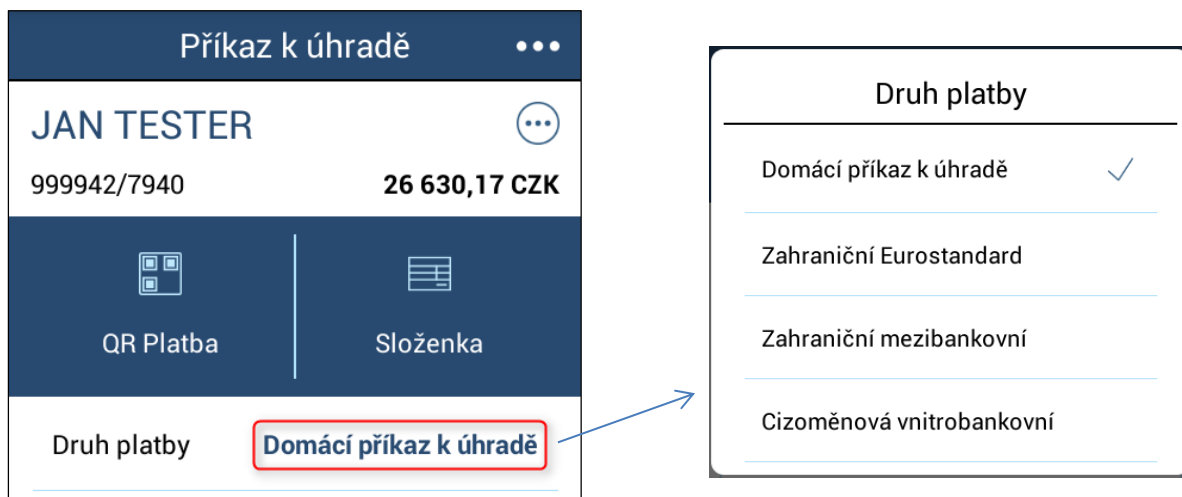 Příkaz k úhradě
JAN TESTER
999942/7940 26 630,17 CZK
QR Platba Složenka
Druh platby Domácí příkaz k úhradě
Druh platby
Domácí příkaz k úhradě
Zahraniční Eurostandard
Zahraniční mezibankovní
Cizoměnová vnitrobankovní